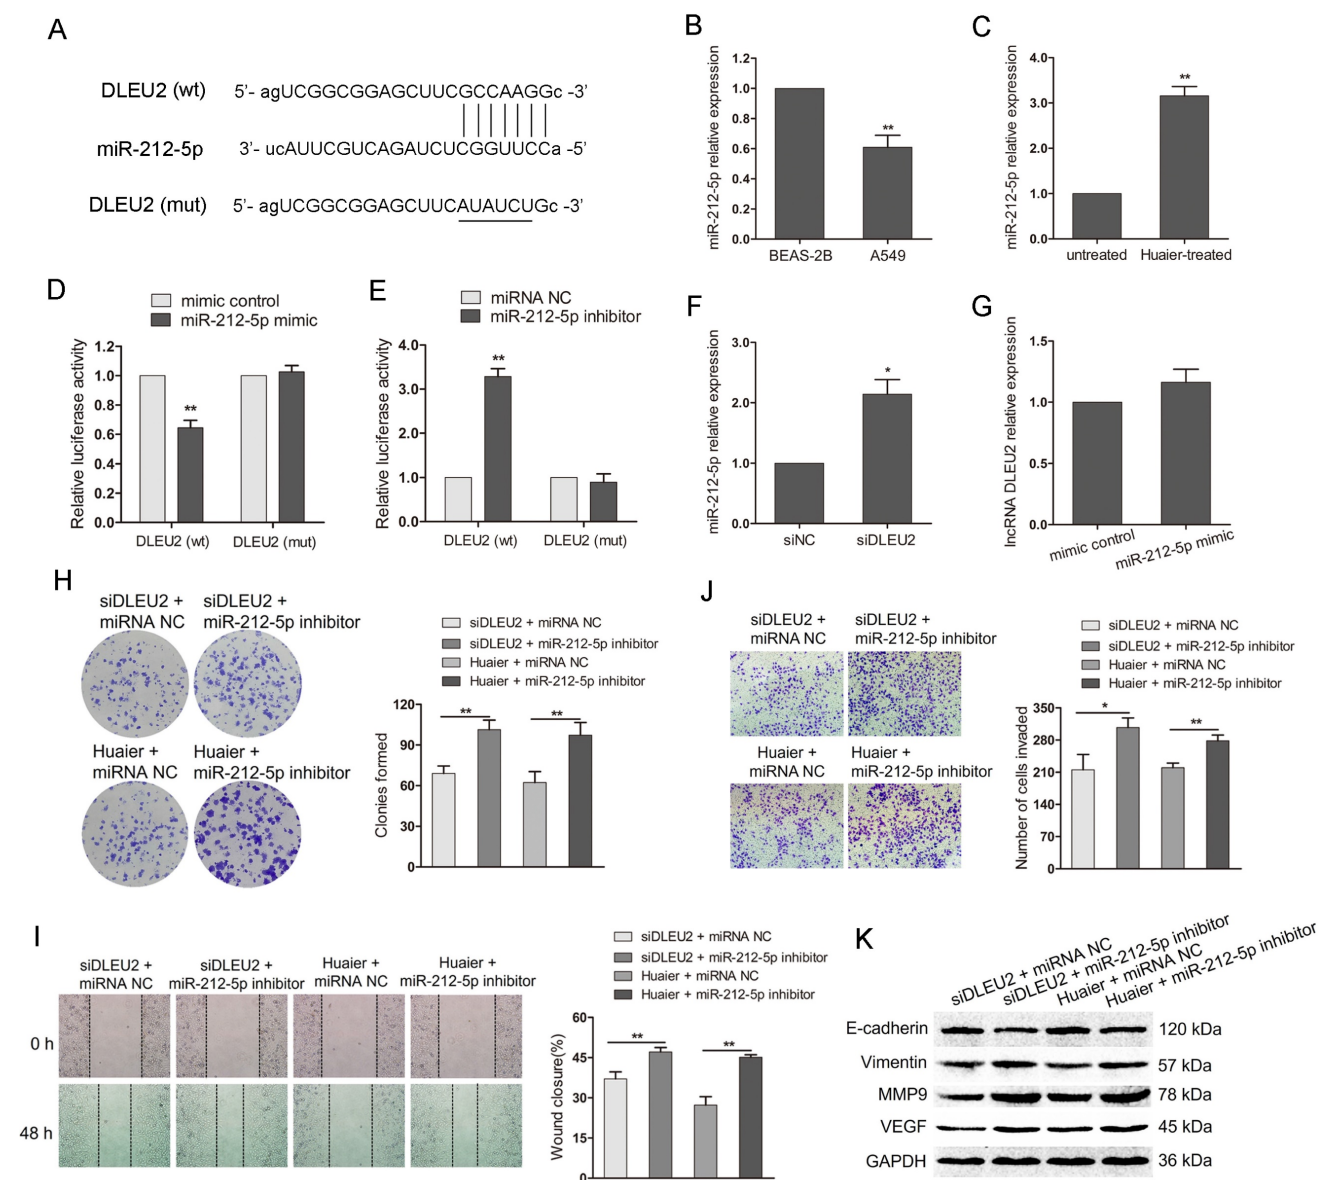 A
DLEU2 (wt) 5'- agUCGGCGGAGCUUCGCCAAGGc -3'
miR-212-5p 3'- ucAUUCGUCAGAUCUCGGUUCCa -5'
DLEU2 (mut) 5'- agUCGGCGGAGCUUCAUAUCUGc -3'
B
miR-212-5p relative expression
1.2
1.0
0.8
0.6
0.4
0.2
0.0
**
BEAS-2B A549
C
miR-212-5p relative expression
4.0
3.0
2.0
1.0
0.0
**
untreated Huaier-treated
D
mimic control
miR-212-5p mimic
Relative luciferase activity
1.2
1.0
0.8
0.6
0.4
0.2
0.0
**
DLEU2 (wt) DLEU2 (mut)
E
miRNA NC
miR-212-5p inhibitor
Relative luciferase activity
4.0
3.0
2.0
1.0
0.0
**
DLEU2 (wt) DLEU2 (mut)
F
miR-212-5p relative expression
3.0
2.0
1.0
0.0
*
siNC siDLEU2
G
lncRNA DLEU2 relative expression
1.5
1.0
0.5
0.0
mimic control miR-212-5p mimic
H
siDLEU2 + siDLEU2 +
miRNA NC miR-212-5p inhibitor
Huaier + Huaier +
miRNA NC miR-212-5p inhibitor
siDLEU2 + miRNA NC
siDLEU2 + miR-212-5p inhibitor
Huaier + miRNA NC
Huaier + miR-212-5p inhibitor
Clonies formed
120
90
60
30
0
** **
J
siDLEU2 + siDLEU2 +
miRNA NC miR-212-5p inhibitor
Huaier + Huaier +
miRNA NC miR-212-5p inhibitor
siDLEU2 + miRNA NC
siDLEU2 + miR-212-5p inhibitor
Huaier + miRNA NC
Huaier + miR-212-5p inhibitor
Number of cells invaded
350
280
210
140
70
0
* **
I
siDLEU2 + siDLEU2 + Huaier + Huaier +
miRNA NC miR-212-5p inhibitor miRNA NC miR-212-5p inhibitor
0 h
48 h
siDLEU2 + miRNA NC
siDLEU2 + miR-212-5p inhibitor
Huaier + miRNA NC
Huaier + miR-212-5p inhibitor
Wound closure(%)
60
45
30
15
0
** **
K
siDLEU2 + miRNA NC
siDLEU2 + miR-212-5p inhibitor
Huaier + miRNA NC
Huaier + miR-212-5p inhibitor
E-cadherin 120 kDa
Vimentin 57 kDa
MMP9 78 kDa
VEGF 45 kDa
GAPDH 36 kDa